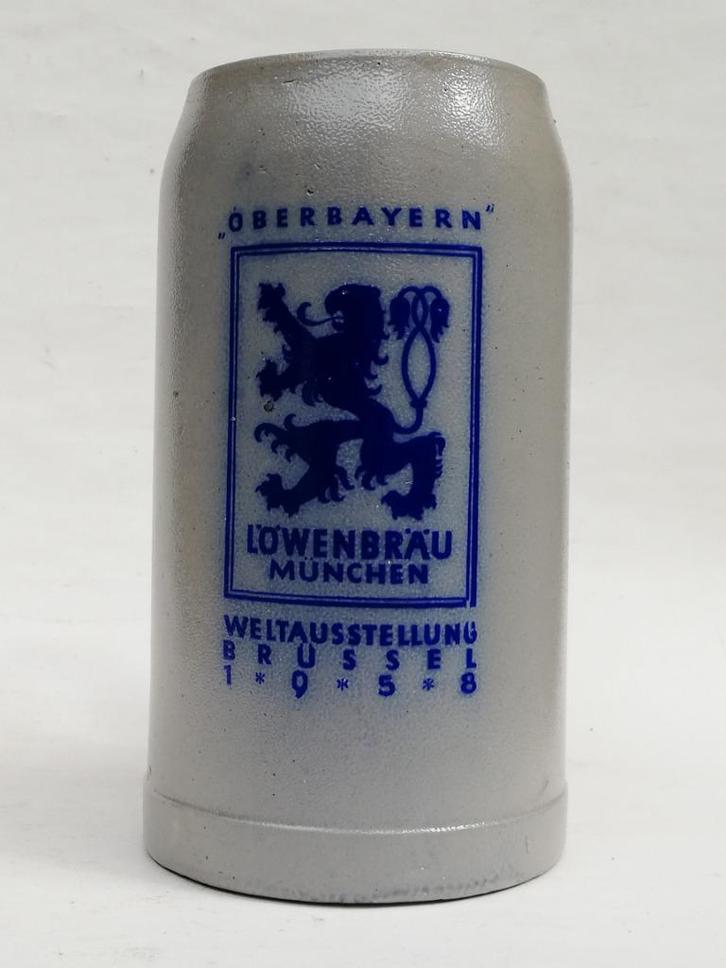 „OBERBAYERN"
LÖWENBRÄU
MÜNCHEN
WELTAUSSTELLUNG
BRÜSSEL
1*9*5*8